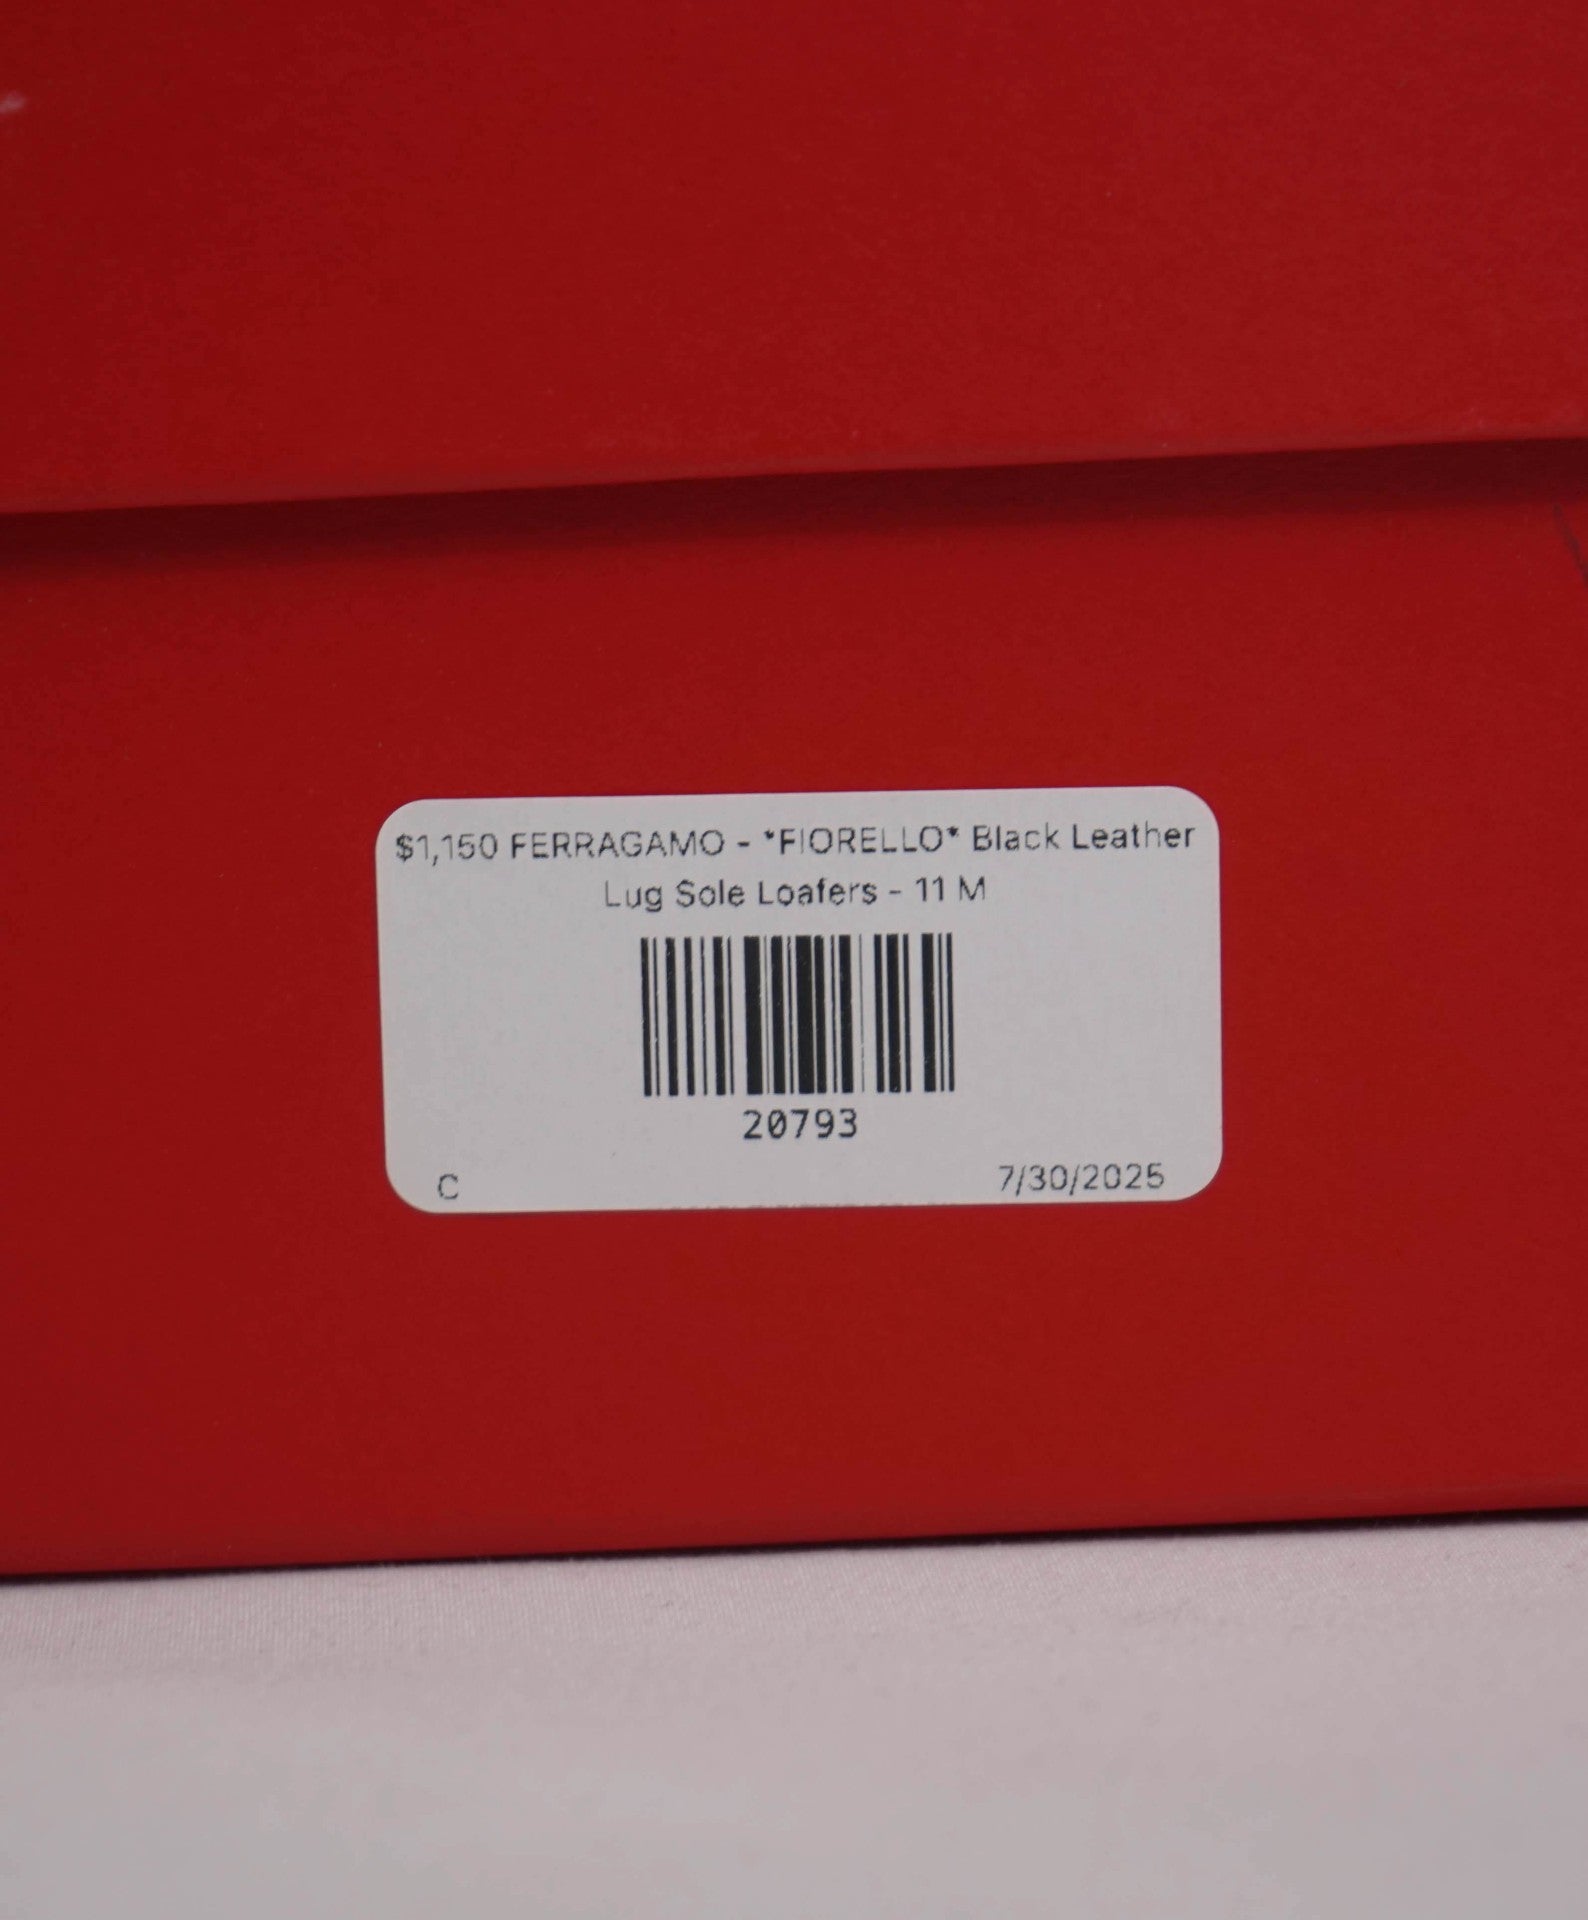 $1,150 FERRAGAMO - *FIORELLO* Black Leather
Lug Sole Loafers - 11 M
20793
C
7/30/2025